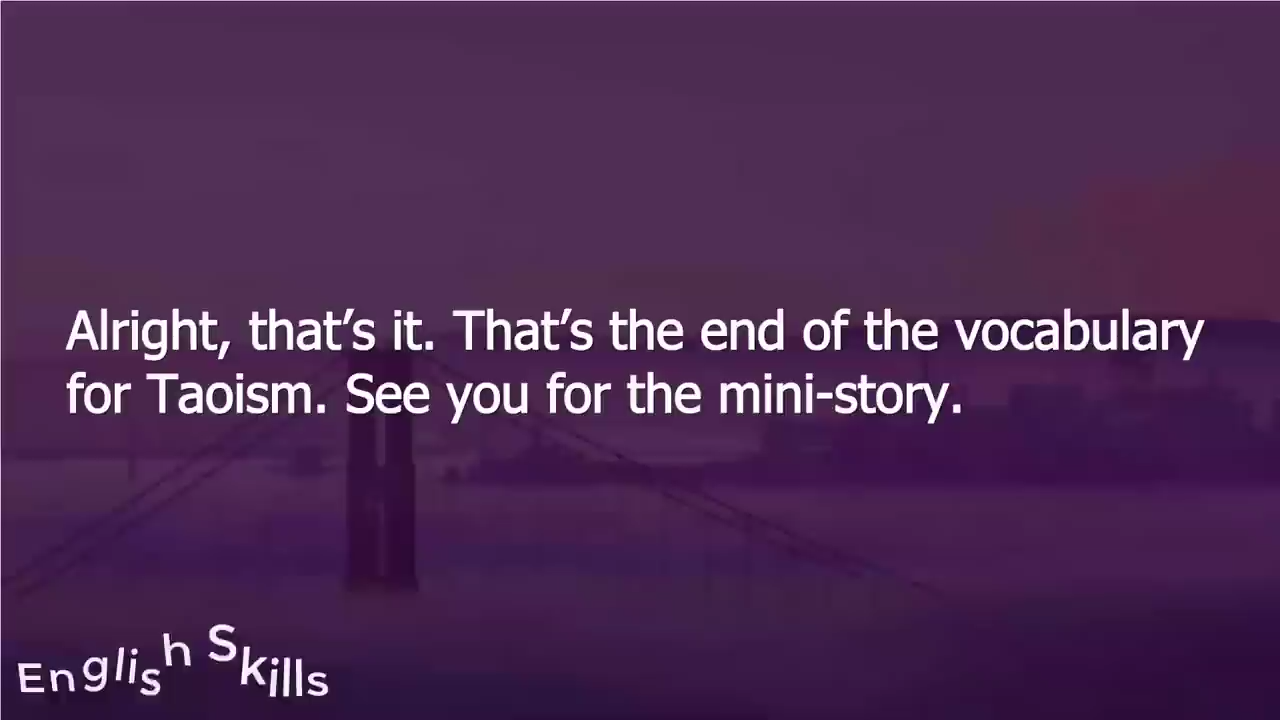 Alright, that’s it. That’s the end of the vocabulary
for Taoism. See you for the mini-story.
English Skills